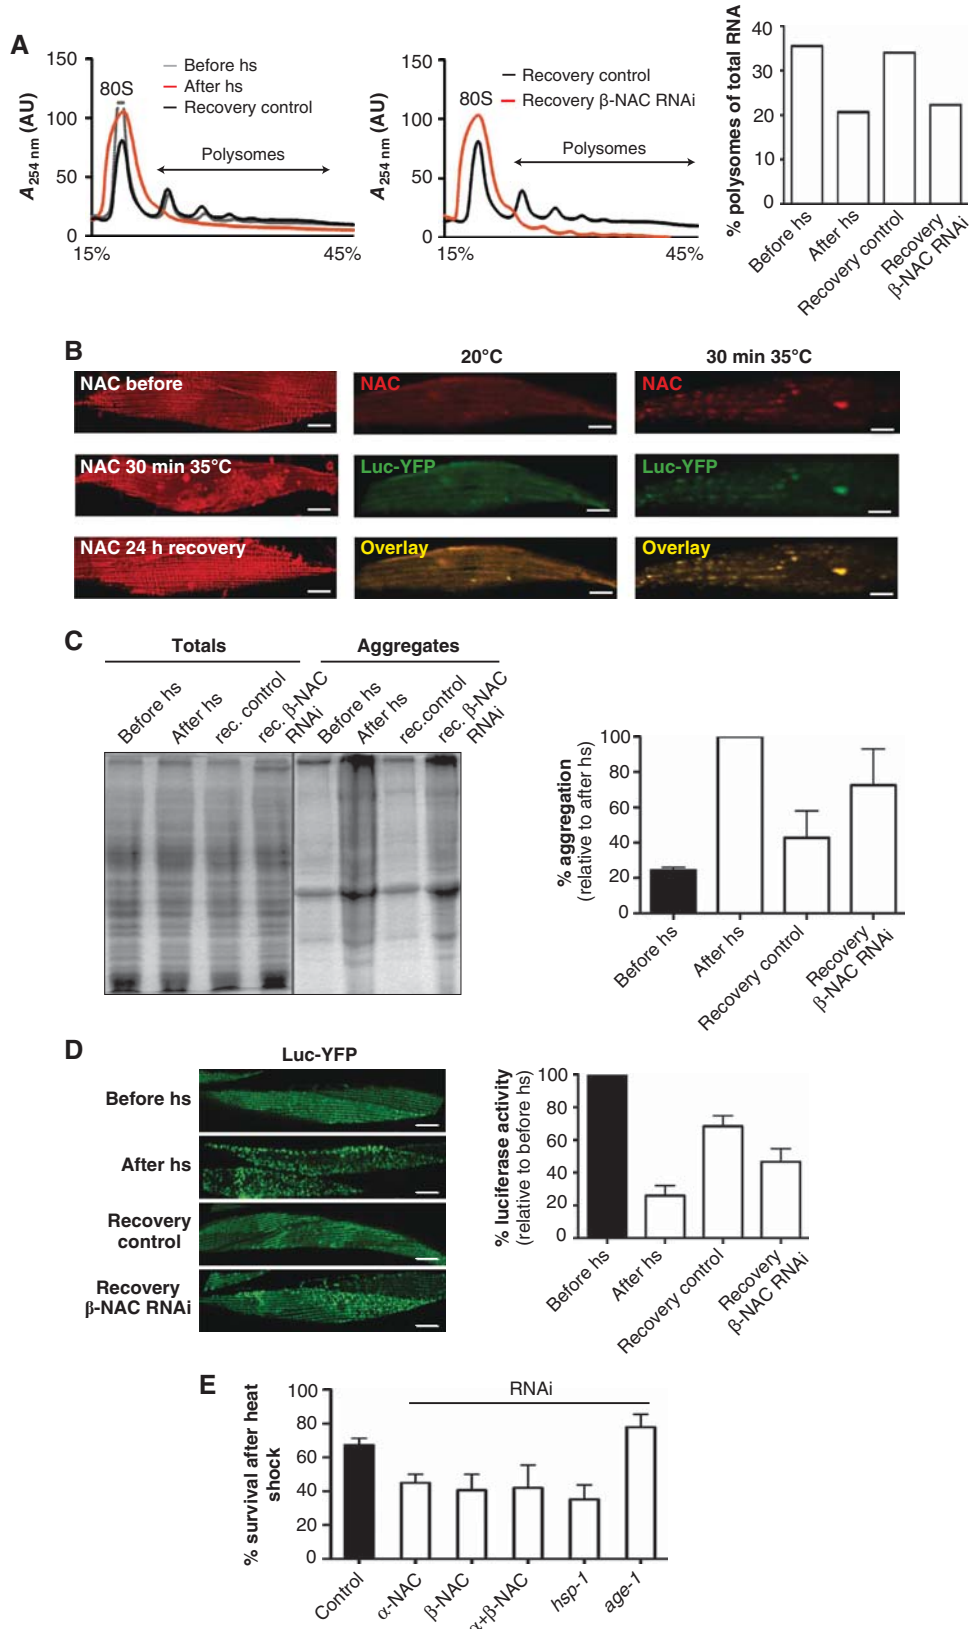 A
150
100
50
0
A254 nm (AU)
80S
Before hs
After hs
Recovery control
Polysomes
15%
45%
150
100
50
0
A254 nm (AU)
80S
Recovery control
Recovery β-NAC RNAi
Polysomes
15%
45%
% polysomes of total RNA
40
30
20
10
0
Before hs
After hs
Recovery control
Recovery
β-NAC RNAi
B
20°C
30 min 35°C
NAC before
NAC
NAC
NAC 30 min 35°C
Luc-YFP
Luc-YFP
NAC 24 h recovery
Overlay
Overlay
C
Totals
Aggregates
Before hs
After hs
rec. control
rec. β-NAC
RNAi
Before hs
After hs
rec.control
rec. β-NAC
RNAi
% aggregation
(relative to after hs)
100
80
60
40
20
0
Before hs
After hs
Recovery control
Recovery
β-NAC RNAi
D
Luc-YFP
Before hs
After hs
Recovery
control
Recovery
β-NAC RNAi
% luciferase activity
(relative to before hs)
100
80
60
40
20
0
Before hs
After hs
Recovery control
Recovery
β-NAC RNAi
E
% survival after heat
shock
100
80
60
40
20
0
RNAi
Control
α-NAC
β-NAC
α+β-NAC
hsp-1
age-1